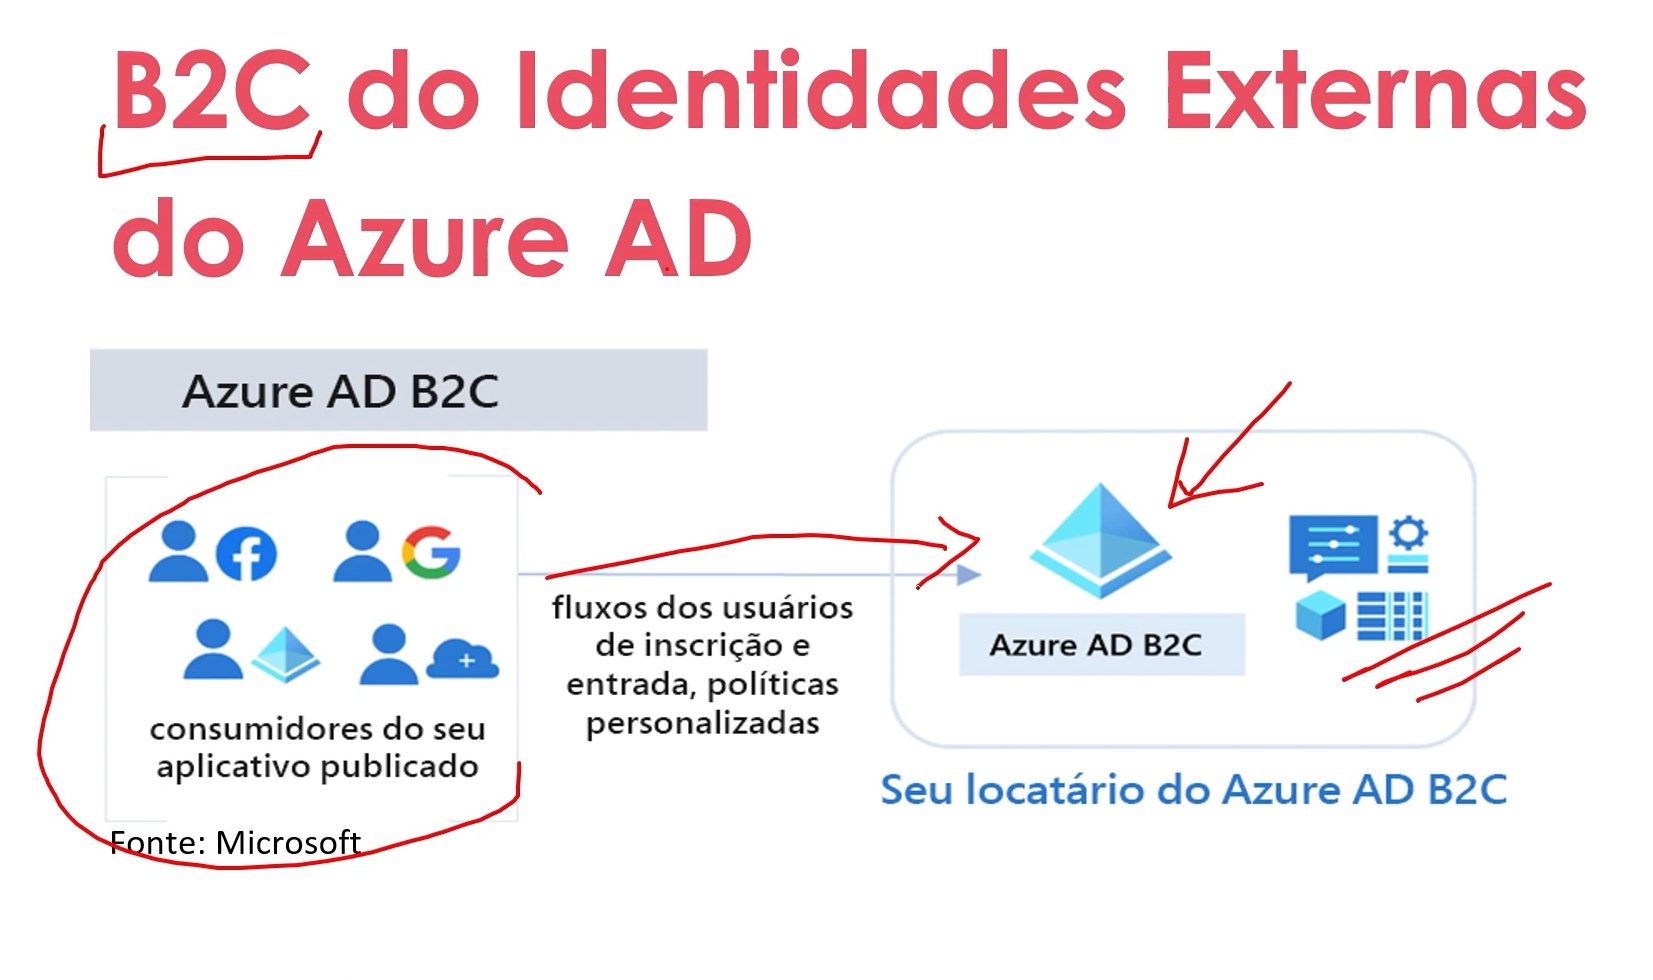 B2C do Identidades Externas
do Azure AD
Azure AD B2C
consumidores do seu
aplicativo publicado
fluxos dos usuários
de inscrição e
entrada, políticas
personalizadas
Azure AD B2C
Seu locatário do Azure AD B2C
Fonte: Microsoft